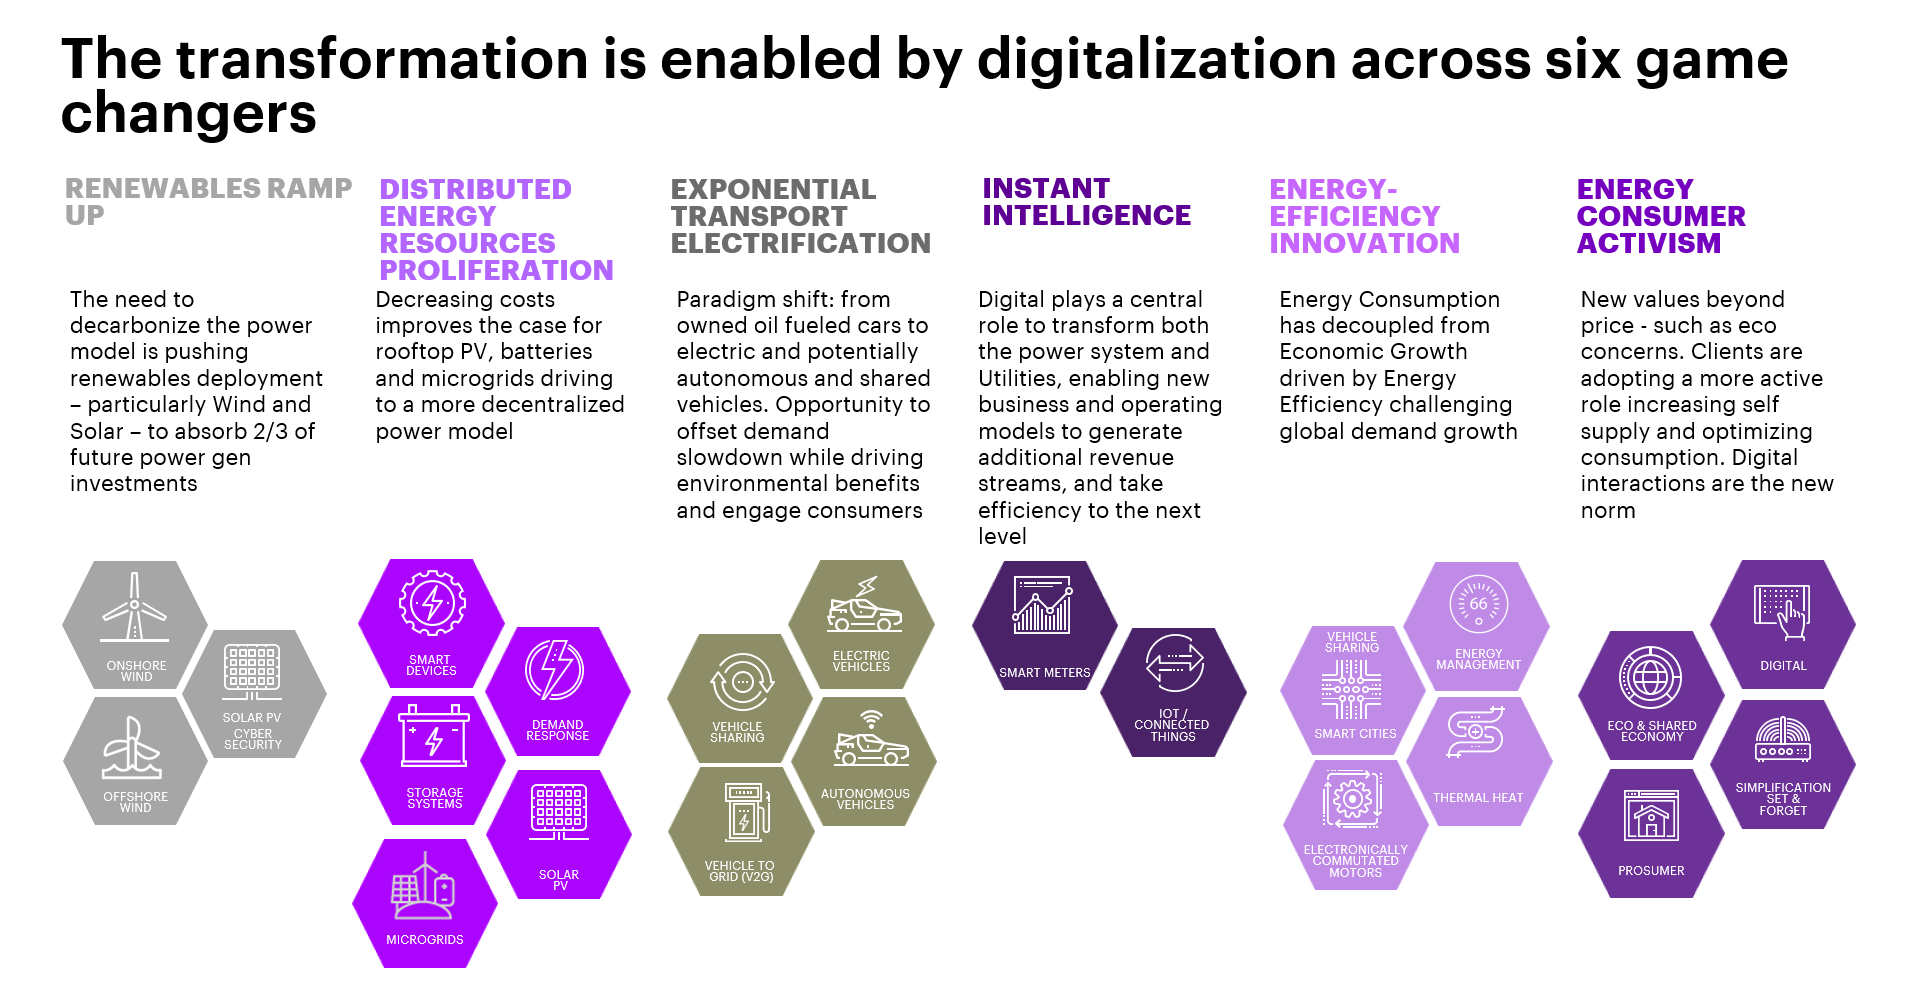 The transformation is enabled by digitalization across six game
changers
RENEWABLES RAMP
UP
The need to
decarbonize the power
model is pushing
renewables deployment
– particularly Wind and
Solar – to absorb 2/3 of
future power gen
investments
ONSHORE
WIND
SOLAR PV
CYBER
SECURITY
OFFSHORE
WIND
DISTRIBUTED
ENERGY
RESOURCES
PROLIFERATION
Decreasing costs
improves the case for
rooftop PV, batteries
and microgrids driving
to a more decentralized
power model
SMART
DEVICES
DEMAND
RESPONSE
STORAGE
SYSTEMS
SOLAR
PV
MICROGRIDS
EXPONENTIAL
TRANSPORT
ELECTRIFICATION
Paradigm shift: from
owned oil fueled cars to
electric and potentially
autonomous and shared
vehicles. Opportunity to
offset demand
slowdown while driving
environmental benefits
and engage consumers
ELECTRIC
VEHICLES
VEHICLE
SHARING
AUTONOMOUS
VEHICLES
VEHICLE TO
GRID (V2G)
INSTANT
INTELLIGENCE
Digital plays a central
role to transform both
the power system and
Utilities, enabling new
business and operating
models to generate
additional revenue
streams, and take
efficiency to the next
level
SMART METERS
IOT /
CONNECTED
THINGS
ENERGY-
EFFICIENCY
INNOVATION
Energy Consumption
has decoupled from
Economic Growth
driven by Energy
Efficiency challenging
global demand growth
66
ENERGY
MANAGEMENT
VEHICLE
SHARING
SMART CITIES
THERMAL HEAT
ELECTRONICALLY
COMMUTATED
MOTORS
ENERGY
CONSUMER
ACTIVISM
New values beyond
price - such as eco
concerns. Clients are
adopting a more active
role increasing self
supply and optimizing
consumption. Digital
interactions are the new
norm
DIGITAL
ECO & SHARED
ECONOMY
SIMPLIFICATION
SET &
FORGET
PROSUMER